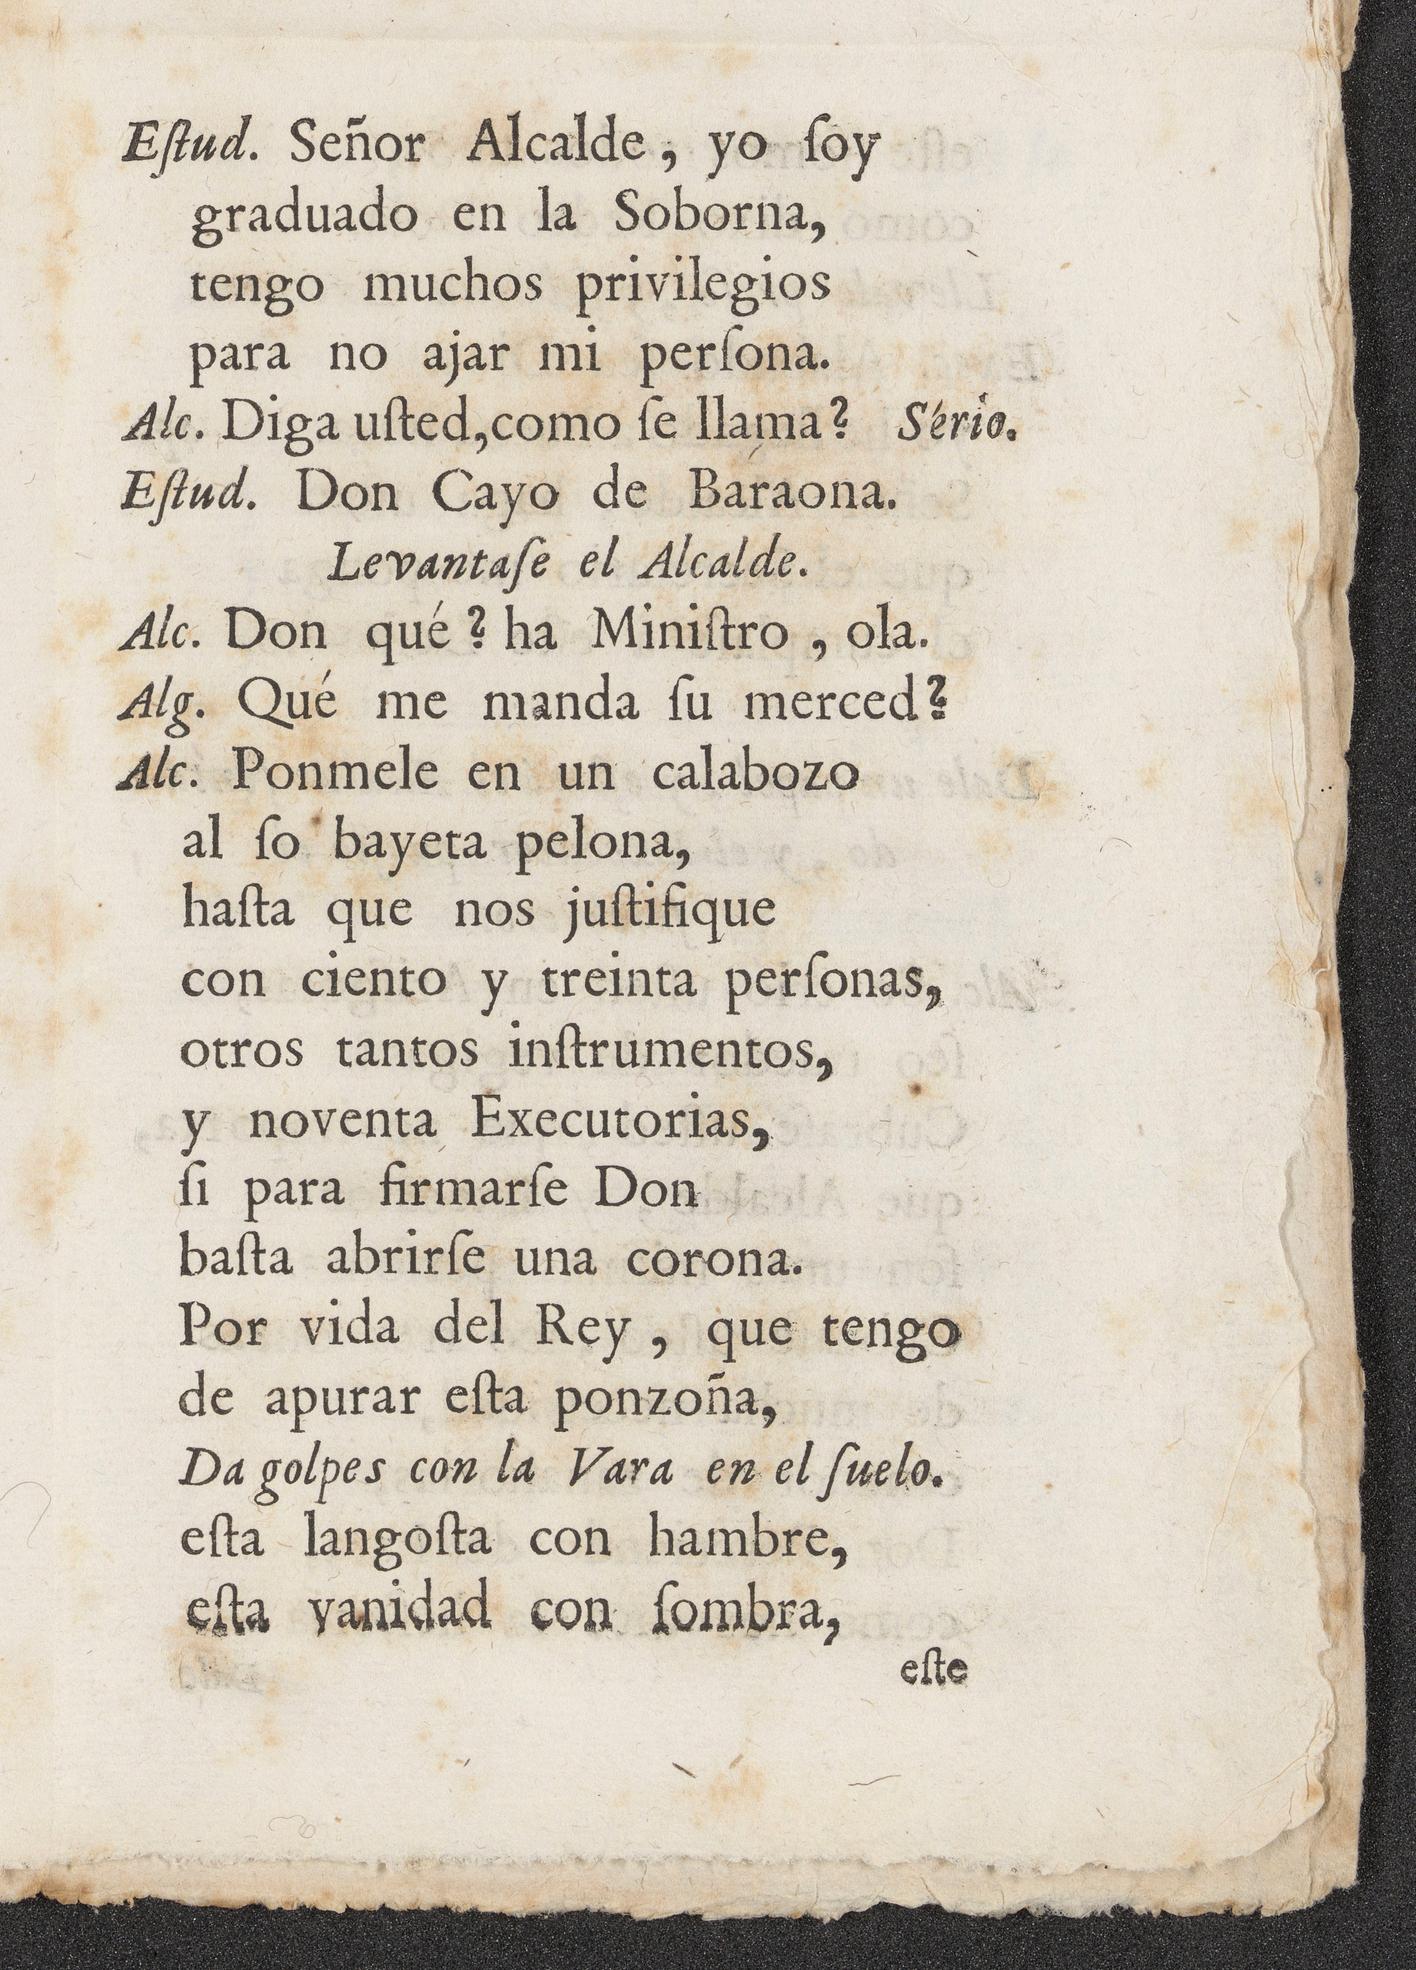 Eſtud. Señor Alcalde, yo ſoy
graduado en la Soborna,
tengo muchos privilegios
para no ajar mi perſona.
Alc. Diga uſted, como ſe llama? Serio.
Eſtud. Don Cayo de Baraona.
Levantaſe el Alcalde.
Alc. Don qué? ha Miniſtro, ola.
Alg. Qué me manda ſu merced?
Alc. Ponmele en un calabozo
al ſo bayeta pelona,
haſta que nos juſtifique
con ciento y treinta perſonas,
otros tantos inſtrumentos,
y noventa Executorias,
ſi para firmarſe Don
baſta abrirſe una corona.
Por vida del Rey, que tengo
de apurar eſta ponzoña,
Da golpes con la Vara en el ſuelo.
eſta langoſta con hambre,
eſta vanidad con ſombra,
eſte